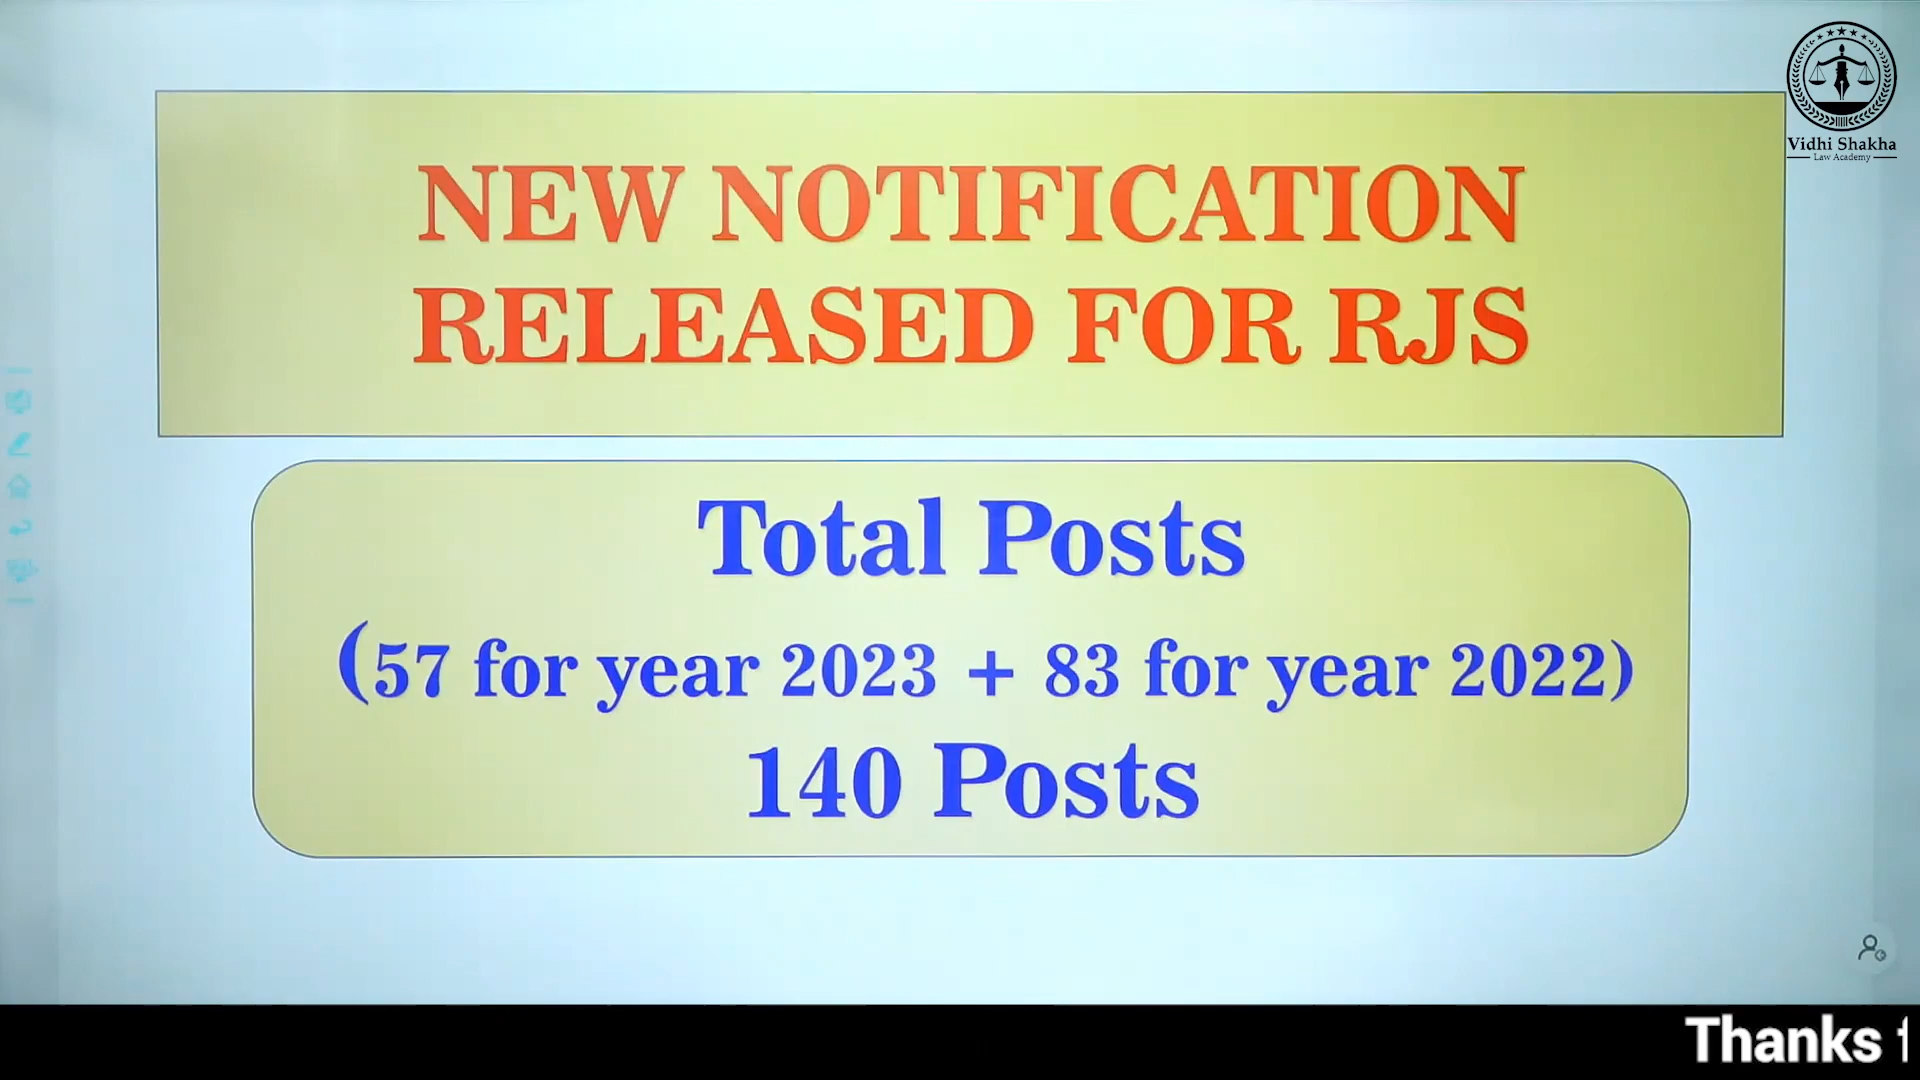 Vidhi Shakha
Law Academy
NEW NOTIFICATION
RELEASED FOR RJS
Total Posts
(57 for year 2023 + 83 for year 2022)
140 Posts
Thanks